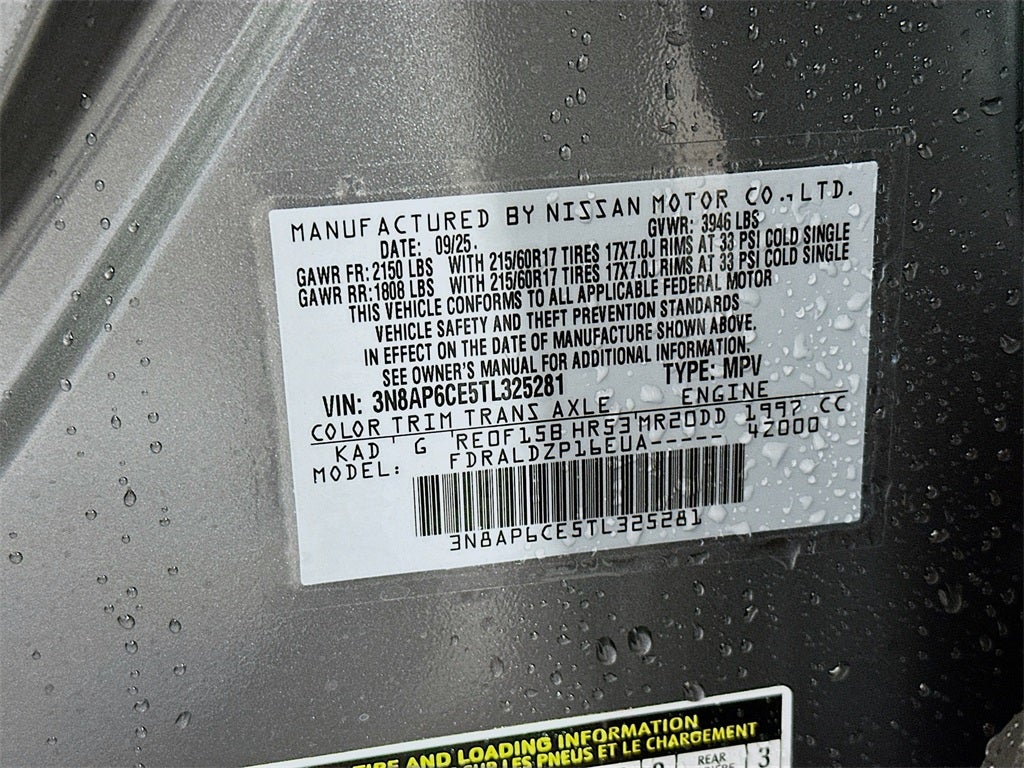 MANUFACTURED BY NISSAN MOTOR CO., LTD.
DATE: 09/25. GVWR: 3946 LBS
GAWR FR: 2150 LBS WITH 215/60R17 TIRES 17X7.0J RIMS AT 33 PSI COLD SINGLE
GAWR RR: 1808 LBS WITH 215/60R17 TIRES 17X7.0J RIMS AT 33 PSI COLD SINGLE
THIS VEHICLE CONFORMS TO ALL APPLICABLE FEDERAL MOTOR
VEHICLE SAFETY AND THEFT PREVENTION STANDARDS
IN EFFECT ON THE DATE OF MANUFACTURE SHOWN ABOVE.
SEE OWNER'S MANUAL FOR ADDITIONAL INFORMATION.
VIN: 3N8AP6CE5TL325281 TYPE: MPV
COLOR TRIM TRANS AXLE ENGINE
KAD G RE0F15B HR53 MR20DD 1997 CC
MODEL: FDRALDZP16EUA---- 42000
3N8AP6CE5TL325281
TIRE AND LOADING INFORMATION
SUR LES PNEUS ET LE CHARGEMENT
REAR 3